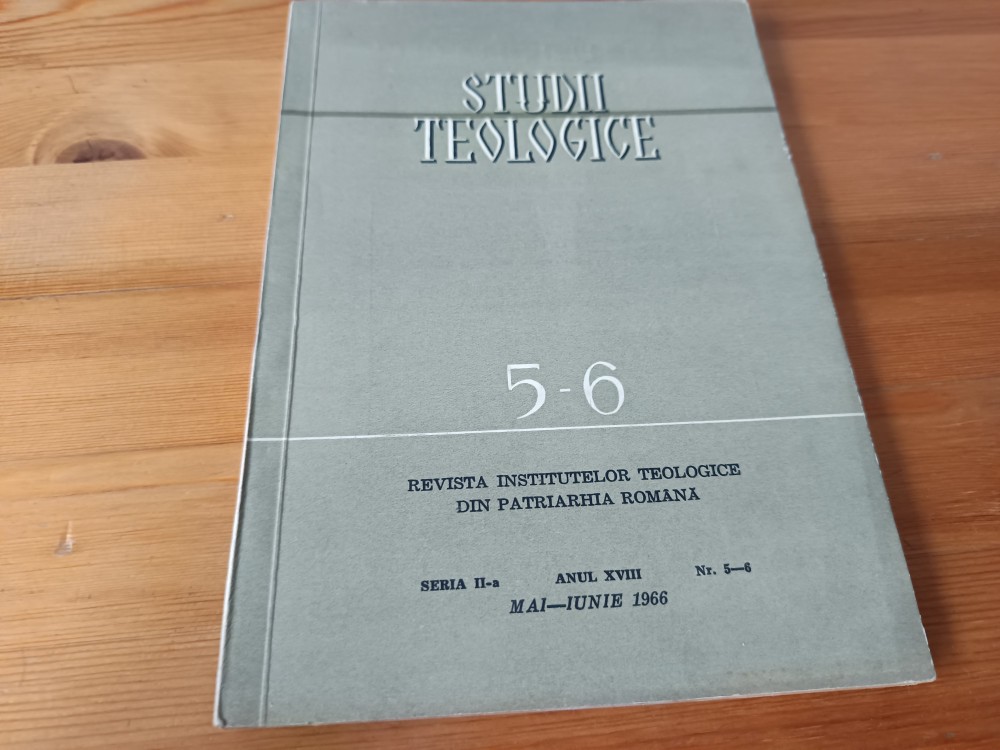 STUDII
TEOLOGICE
5-6
REVISTA INSTITUTELOR TEOLOGICE
DIN PATRIARHIA ROMÂNĂ
SERIA II-a ANUL XVIII Nr. 5—6
MAI—IUNIE 1966